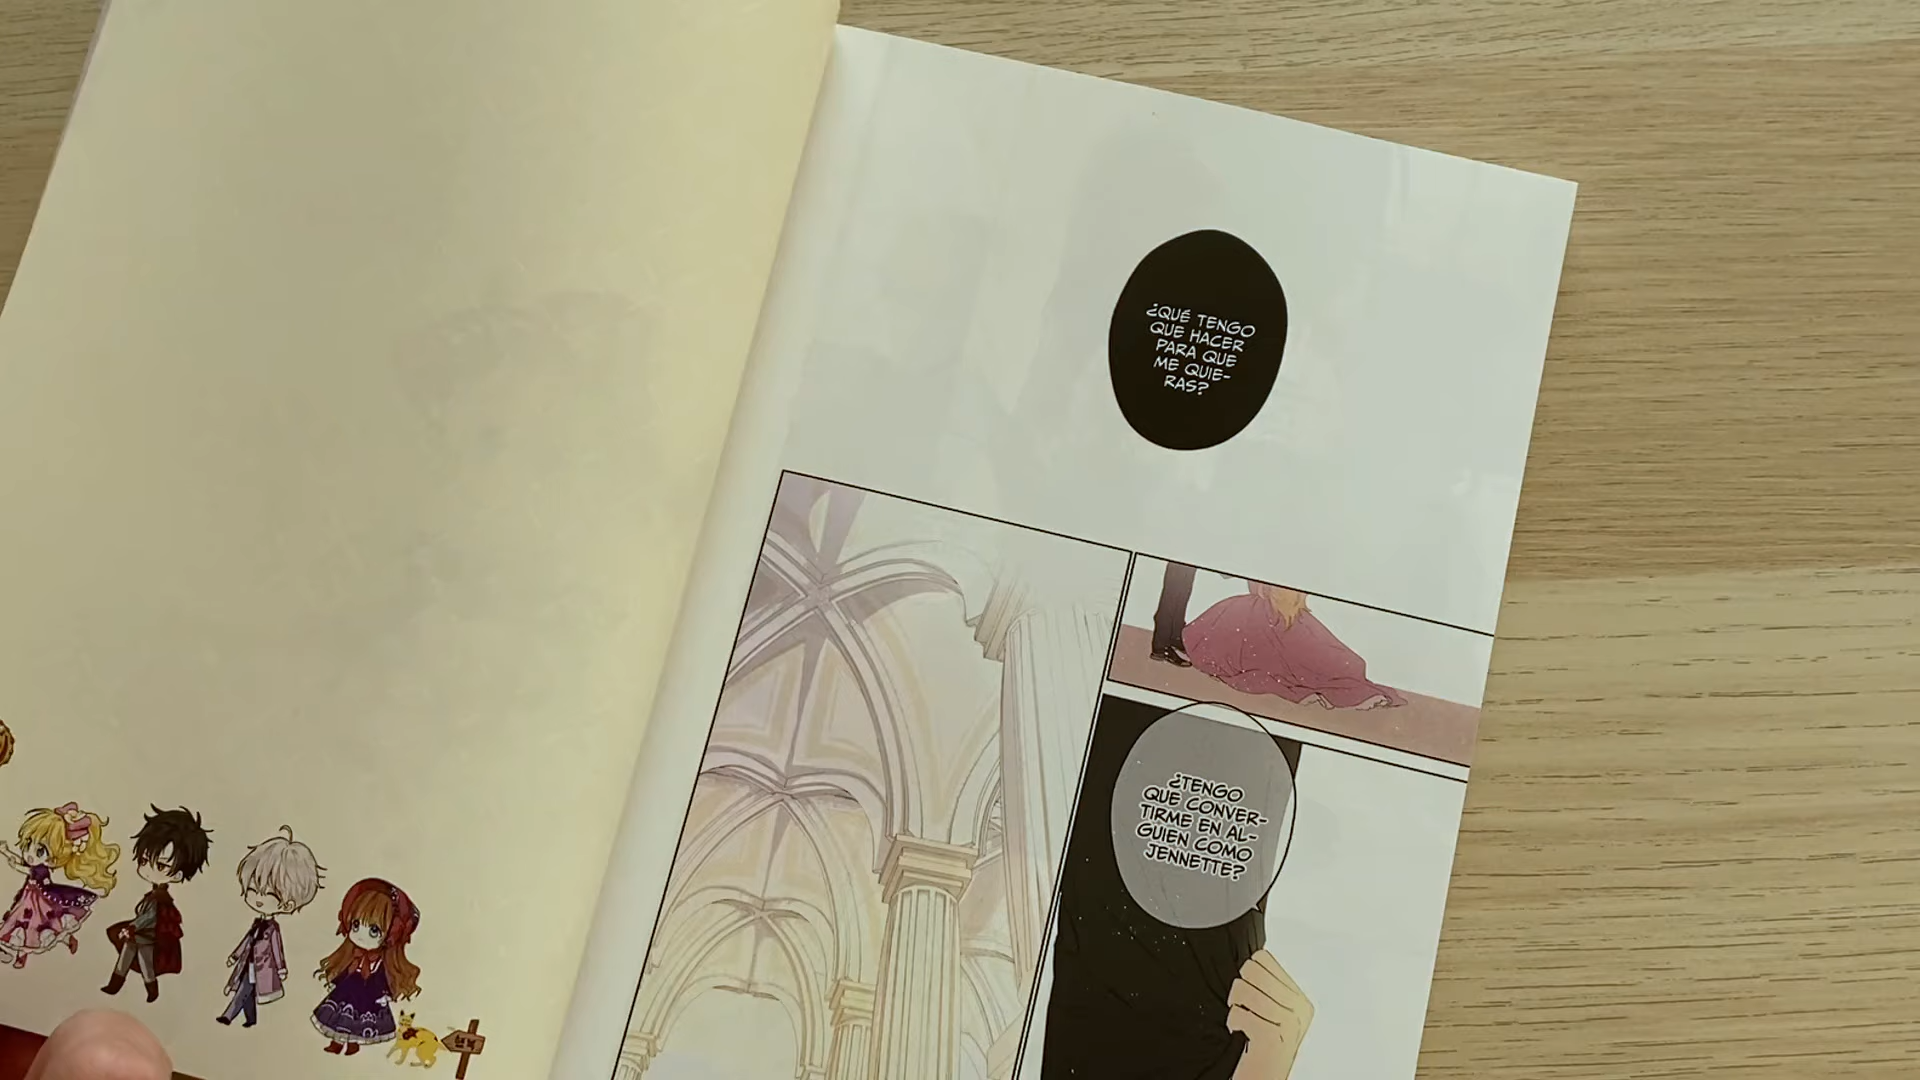 ¿QUÉ TENGO
QUE HACER
PARA QUE
ME QUIE-
RAS?
¿TENGO
QUE CONVER-
TIRME EN AL-
GUIEN COMO
JENNETTE?